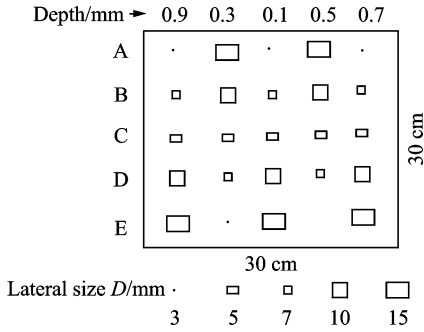 Depth/mm 0.9 0.3 0.1 0.5 0.7
A
B
C
D
E
30 cm
30 cm
Lateral size D/mm
3 5 7 10 15